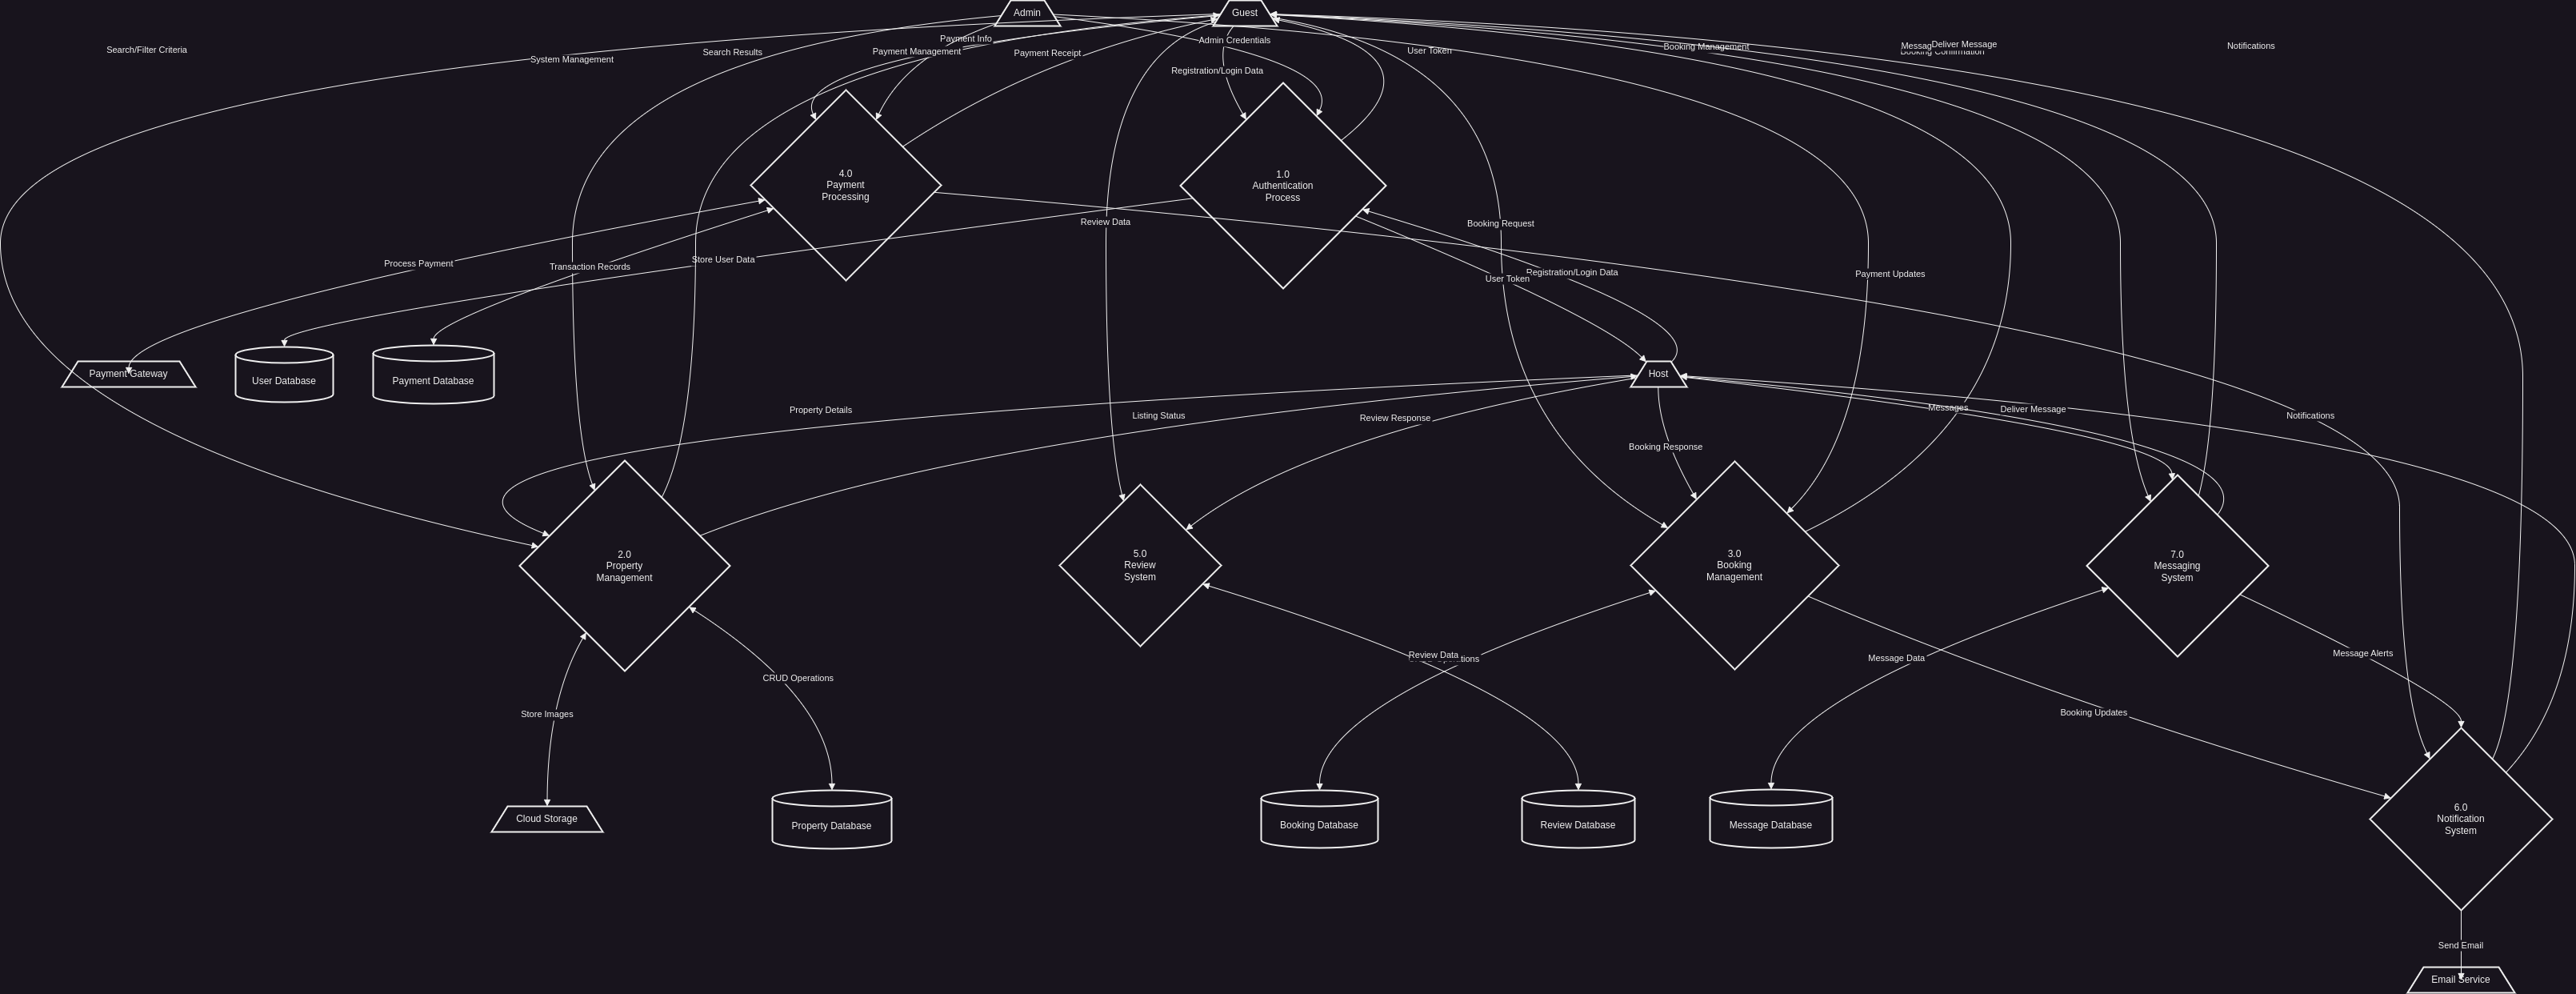 Admin
Guest
Payment Info
Admin Credentials
Search/Filter Criteria
System Management
Search Results
Payment Management
Payment Receipt
User Token
Booking Management
Deliver Message
Booking Confirmation
Notifications
Registration/Login Data
4.0
Payment
Processing
1.0
Authentication
Process
Review Data
Booking Request
Process Payment
Transaction Records
Store User Data
User Token
Registration/Login Data
Payment Updates
Payment Gateway
User Database
Payment Database
Host
Property Details
Listing Status
Review Response
Messages
Deliver Message
Notifications
Booking Response
2.0
Property
Management
5.0
Review
System
3.0
Booking
Management
7.0
Messaging
System
Review Data
CRUD Operations
Message Data
Message Alerts
Store Images
Booking Updates
Cloud Storage
Property Database
Booking Database
Review Database
Message Database
6.0
Notification
System
Send Email
Email Service